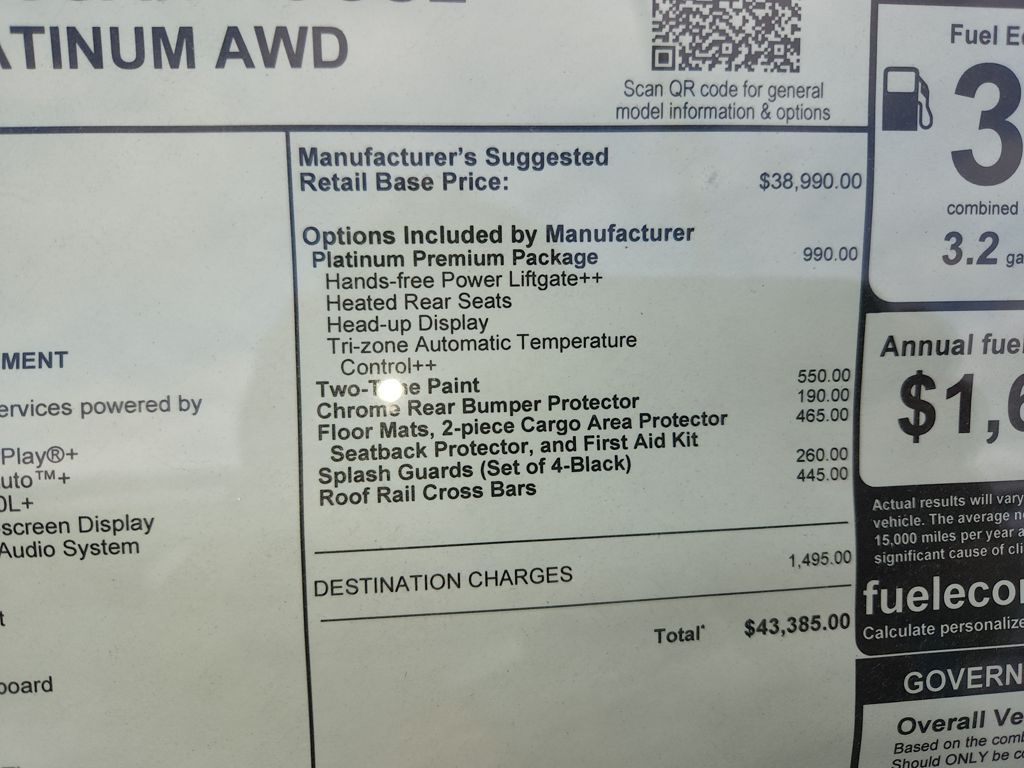 TINUM AWD
Scan QR code for general
model information & options
Manufacturer's Suggested
Retail Base Price: $38,990.00
Options Included by Manufacturer
Platinum Premium Package 990.00
Hands-free Power Liftgate++
Heated Rear Seats
Head-up Display
Tri-zone Automatic Temperature
Control++
Two-Tone Paint 550.00
Chrome Rear Bumper Protector 190.00
Floor Mats, 2-piece Cargo Area Protector 465.00
Seatback Protector, and First Aid Kit
Splash Guards (Set of 4-Black) 260.00
Roof Rail Cross Bars 445.00
DESTINATION CHARGES 1,495.00
Total* $43,385.00
MENT
ervices powered by
Play®+
uto™+
L+
screen Display
Audio System
t
board
Fuel E
3
combined
3.2 ga
Annual fuel
$1,6
Actual results will vary
vehicle. The average n
15,000 miles per year a
significant cause of cli
fueleco
Calculate personalize
GOVERN
Overall Ve
Based on the comb
Should ONLY be c